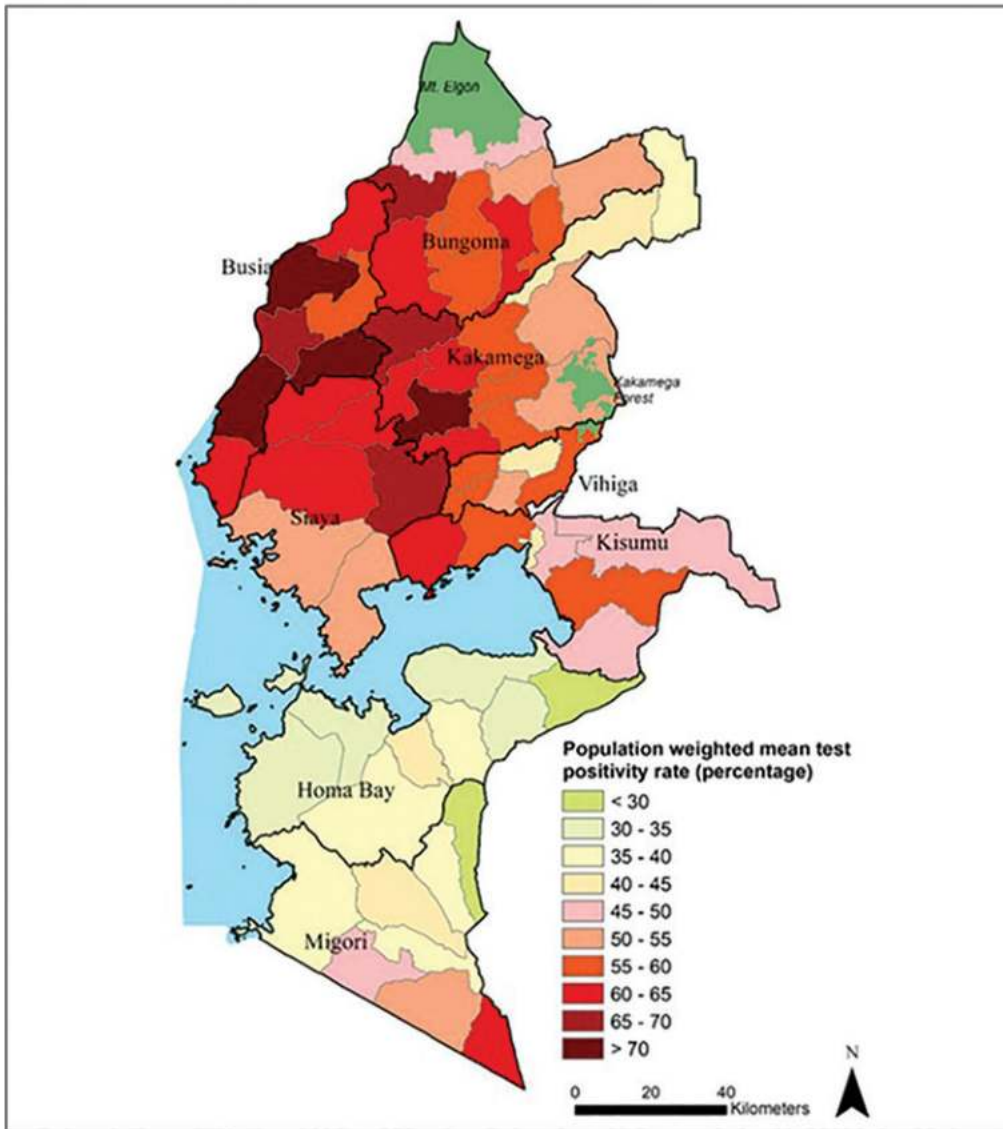 Mt. Elgon
Bungoma
Busia
Kakamega
Kakamega
Forest
Vihiga
Siaya
Kisumu
Homa Bay
Migori
Population weighted mean test
positivity rate (percentage)
< 30
30 - 35
35 - 40
40 - 45
45 - 50
50 - 55
55 - 60
60 - 65
65 - 70
> 70
N
0 20 40
Kilometers